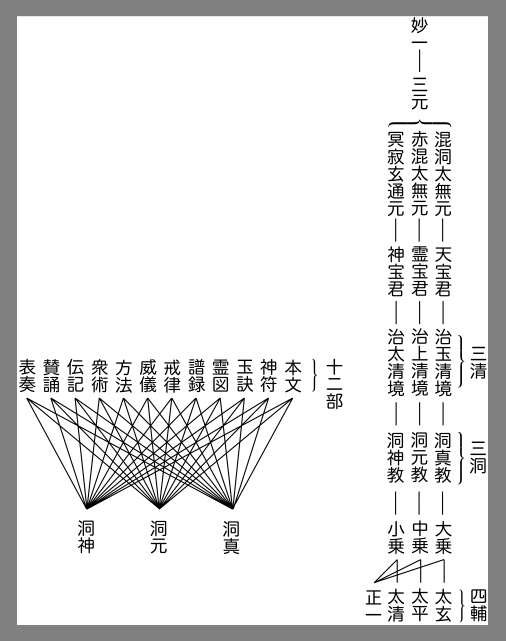 妙一
三元
混洞太無元
赤混太無元
冥寂玄通元
天宝君
霊宝君
神宝君
三清
治玉清境
治上清境
治太清境
三洞
洞真教
洞元教
洞神教
大乗
中乗
小乗
四輔
太玄
太平
太清
正一
十二部
本文
神符
玉訣
霊図
譜録
戒律
威儀
方法
衆術
伝記
賛誦
表奏
洞真
洞元
洞神